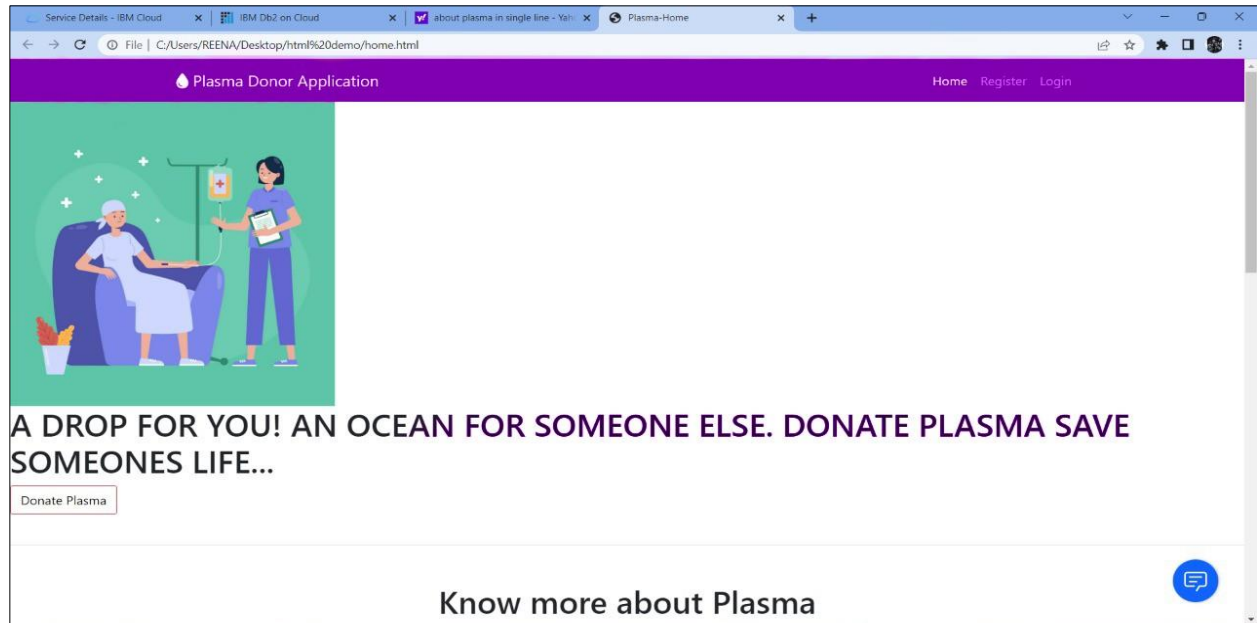 Service Details - IBM Cloud
IBM Db2 on Cloud
about plasma in single line - Yah
Plasma-Home
File | C:/Users/REENA/Desktop/html%20demo/home.html
Plasma Donor Application
Home Register Login
A DROP FOR YOU! AN OCEAN FOR SOMEONE ELSE. DONATE PLASMA SAVE
SOMEONES LIFE...
Donate Plasma
Know more about Plasma